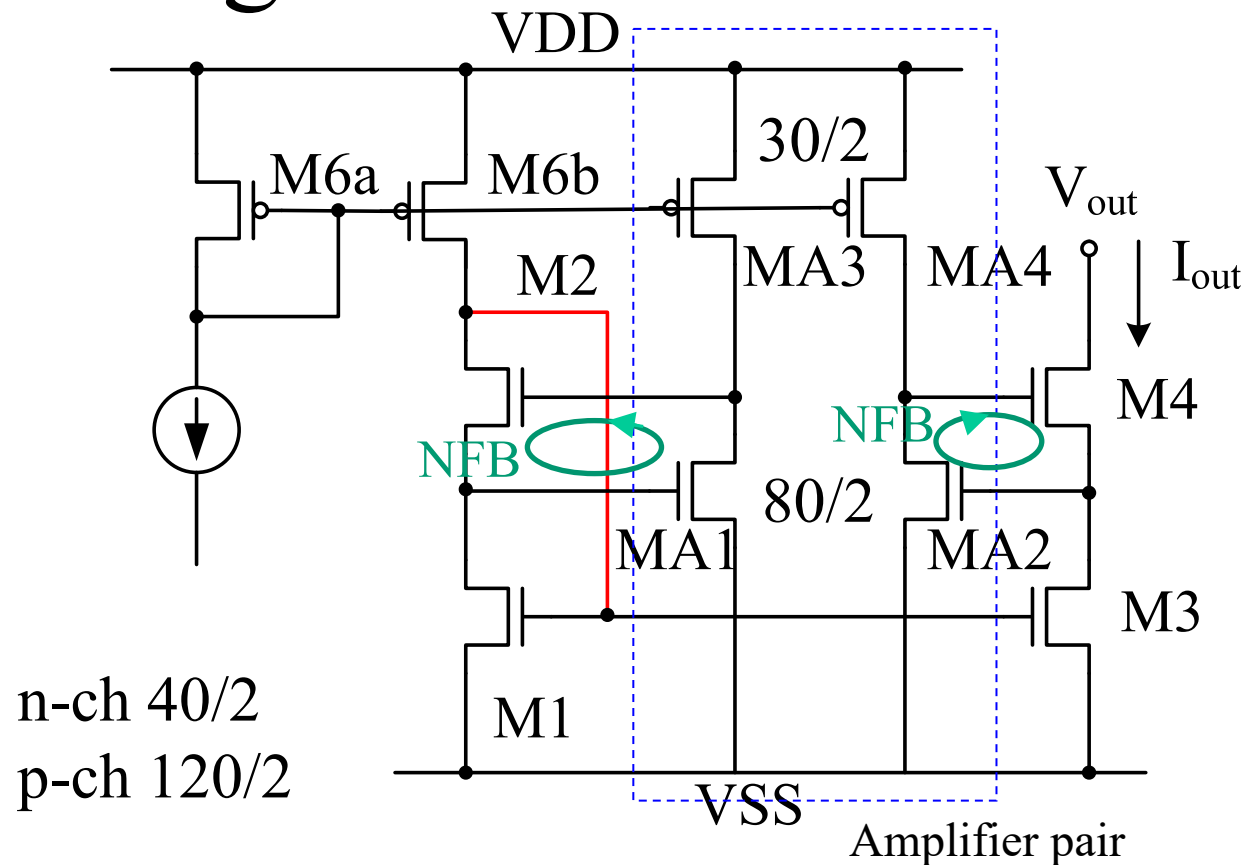 VDD
30/2
M6a
M6b
Vout
M2
MA3
MA4
Iout
M4
NFB
NFB
80/2
MA1
MA2
M3
n-ch 40/2
M1
p-ch 120/2
VSS
Amplifier pair